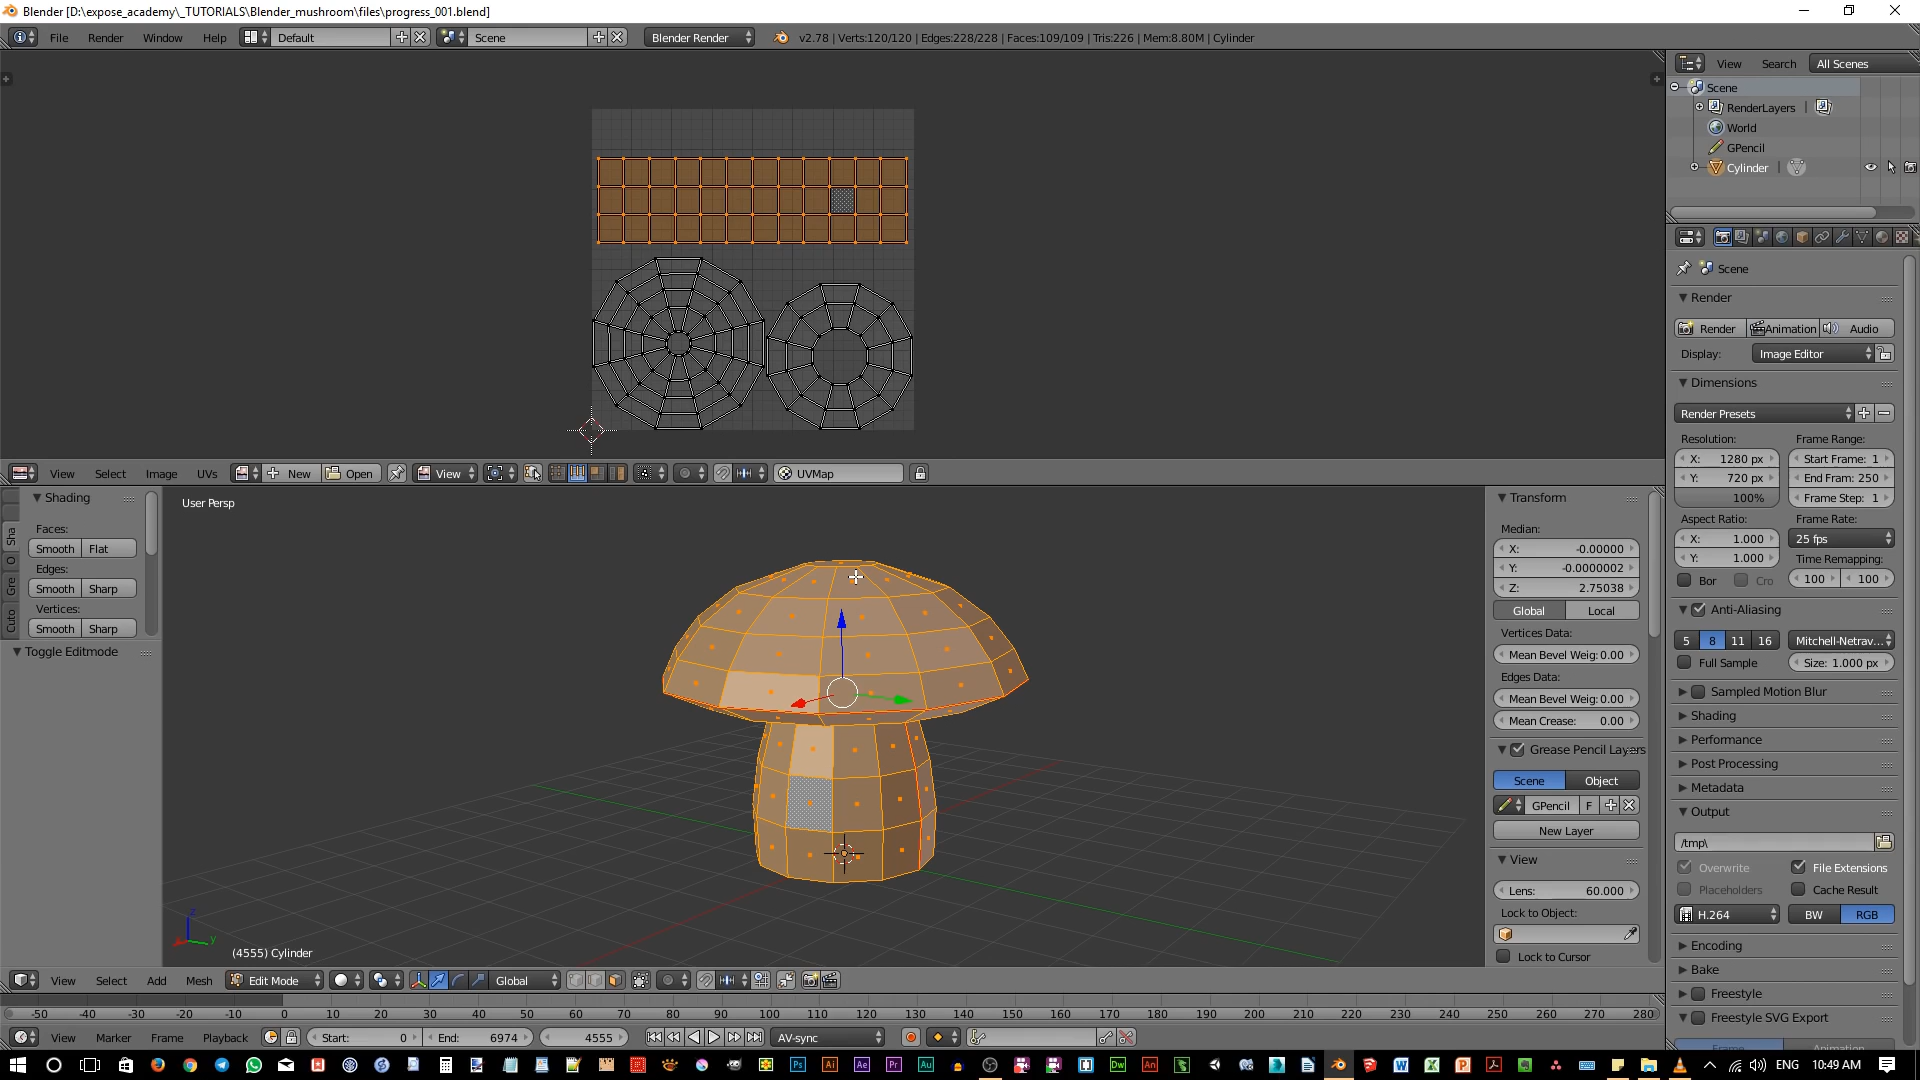 Blender [D:\expose_academy\_TUTORIALS\Blender_mushroom\files\progress_001.blend]
File Render Window Help Default Scene Blender Render v2.78 | Verts:120/120 | Edges:228/228 | Faces:109/109 | Tris:226 | Mem:8.80M | Cylinder
View Search All Scenes
Scene
RenderLayers
World
GPencil
Cylinder
Scene
Render
Render Animation Audio
Display: Image Editor
Dimensions
Render Presets
Resolution: Frame Range:
X: 1280 px Start Frame: 1
Y: 720 px End Fram: 250
100% Frame Step: 1
Aspect Ratio: Frame Rate:
X: 1.000 25 fps
Y: 1.000 Time Remapping:
Bor Cro 100 100
Anti-Aliasing
5 8 11 16 Mitchell-Netrav...
Full Sample Size: 1.000 px
Sampled Motion Blur
Shading
Performance
Post Processing
Metadata
Output
/tmp\
Overwrite File Extensions
Placeholders Cache Result
H.264 BW RGB
Encoding
Bake
Freestyle
Freestyle SVG Export
Frame Animation
View Select Image UVs New Open View UVMap
Shading
Faces:
Smooth Flat
Edges:
Smooth Sharp
Vertices:
Smooth Sharp
Toggle Editmode
Sha
O
Gre
Cuto
User Persp
(4555) Cylinder
z
y
Transform
Median:
X: -0.00000
Y: -0.0000002
Z: 2.75038
Global Local
Vertices Data:
Mean Bevel Weig: 0.00
Edges Data:
Mean Bevel Weig: 0.00
Mean Crease: 0.00
Grease Pencil Layers
Scene Object
GPencil F
New Layer
View
Lens: 60.000
Lock to Object:
Lock to Cursor
View Select Add Mesh Edit Mode Global
-50 -40 -30 -20 -10 0 10 20 30 40 50 60 70 80 90 100 110 120 130 140 150 160 170 180 190 200 210 220 230 240 250 260 270 280
View Marker Frame Playback Start: 0 End: 6974 4555 AV-sync
ENG 10:49 AM